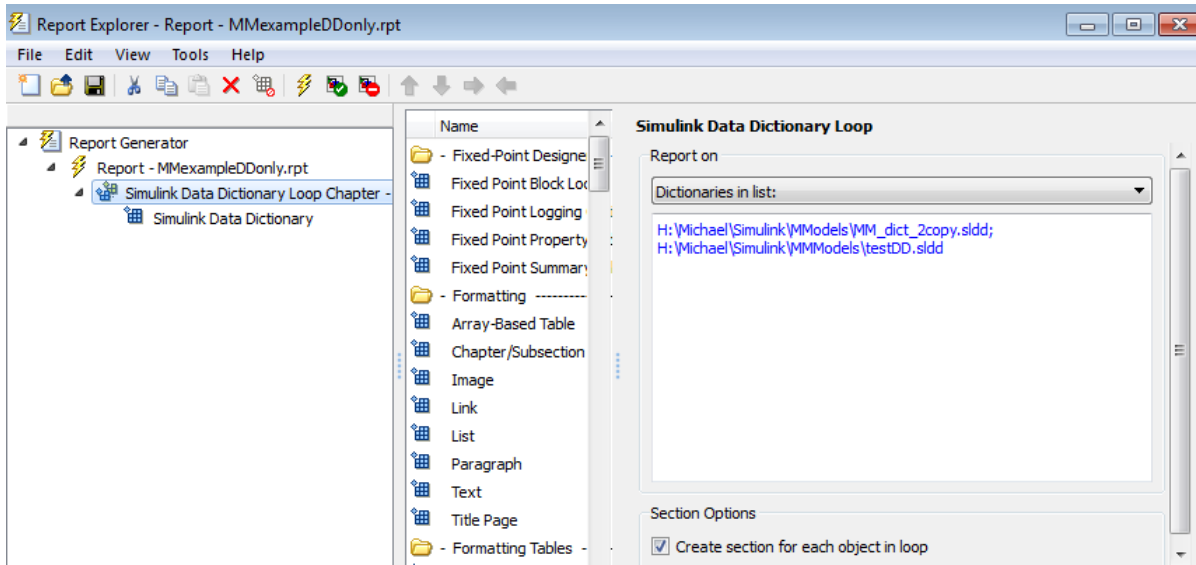 Report Explorer - Report - MMexampleDDonly.rpt
File Edit View Tools Help
Report Generator
Report - MMexampleDDonly.rpt
Simulink Data Dictionary Loop Chapter -
Simulink Data Dictionary
Name
- Fixed-Point Designe
Fixed Point Block Loo
Fixed Point Logging
Fixed Point Property
Fixed Point Summar
- Formatting ----------
Array-Based Table
Chapter/Subsection
Image
Link
List
Paragraph
Text
Title Page
- Formatting Tables -
Simulink Data Dictionary Loop
Report on
Dictionaries in list:
H:\Michael\Simulink\MModels\MM_dict_2copy.sldd;
H:\Michael\Simulink\MMModels\testDD.sldd
Section Options
Create section for each object in loop